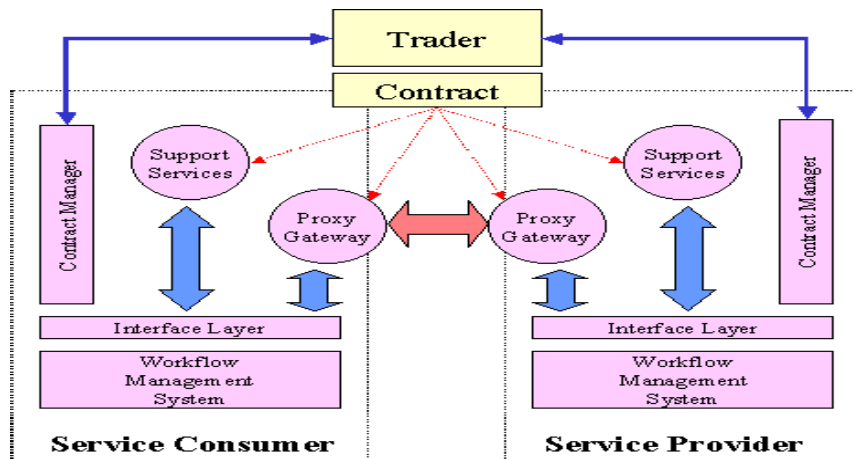 Trader
Contract
Contract Manager
Support
Services
Proxy
Gateway
Interface Layer
Workflow
Management
System
Service Consumer
Proxy
Gateway
Support
Services
Contract Manager
Interface Layer
Workflow
Management
System
Service Provider